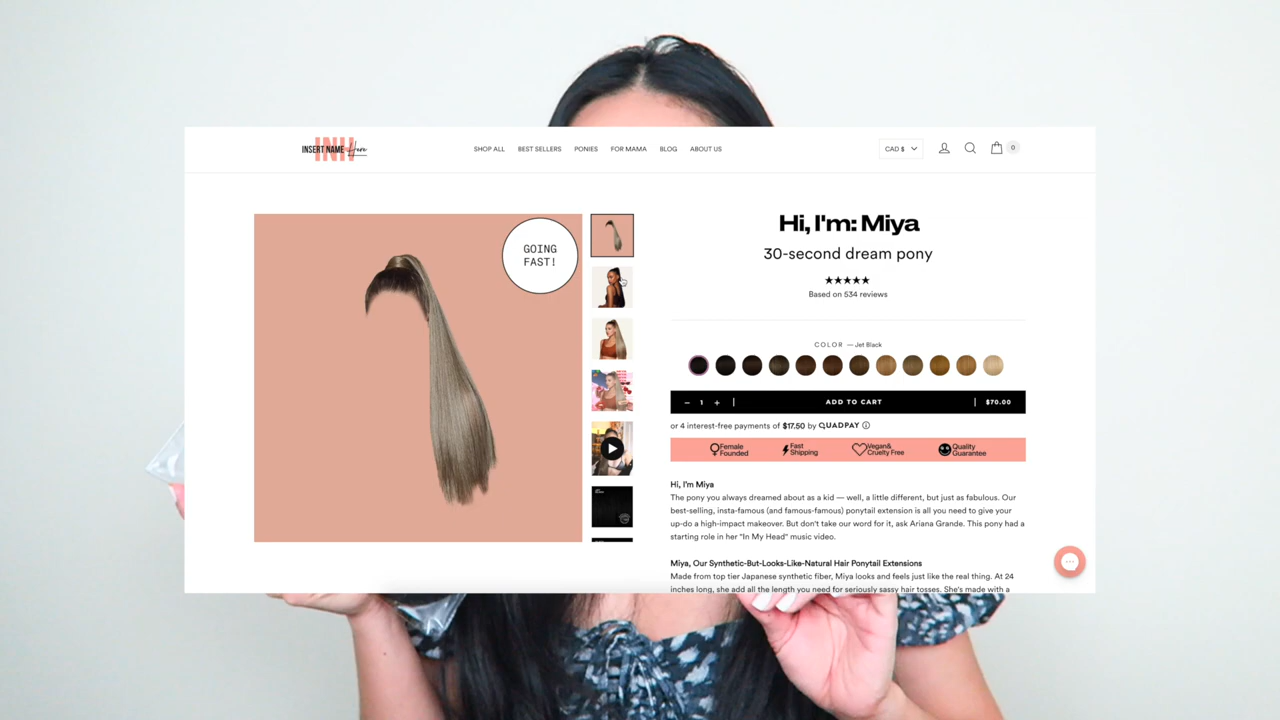 INSERT NAME Here
INH
SHOP ALL
BEST SELLERS
PONIES
FOR MAMA
BLOG
ABOUT US
CAD $
0
GOING
FAST!
Hi, I'm: Miya
30-second dream pony
★★★★★
Based on 534 reviews
COLOR — Jet Black
− 1 + | ADD TO CART | $70.00
or 4 interest-free payments of $17.50 by QUADPAY
Female
Founded
Fast
Shipping
Vegan&
Cruelty Free
Quality
Guarantee
Hi, I'm Miya
The pony you always dreamed about as a kid — well, a little different, but just as fabulous. Our
best-selling, insta-famous (and famous-famous) ponytail extension is all you need to give your
up-do a high-impact makeover. But don't take our word for it, ask Ariana Grande. This pony had a
starting role in her "In My Head" music video.
Miya, Our Synthetic-But-Looks-Like-Natural Hair Ponytail Extensions
Made from top tier Japanese synthetic fiber, Miya looks and feels just like the real thing. At 24
inches long, she add all the length you need for seriously sassy hair tosses. She's made with a